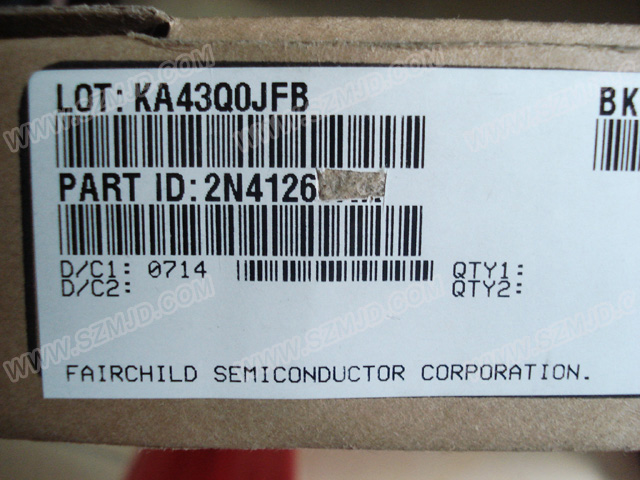 LOT: KA43Q0JFB
BK
PART ID: 2N4126
D/C1: 0714
QTY1:
D/C2:
QTY2:
FAIRCHILD SEMICONDUCTOR CORPORATION.
WWW.SZMJD.COM